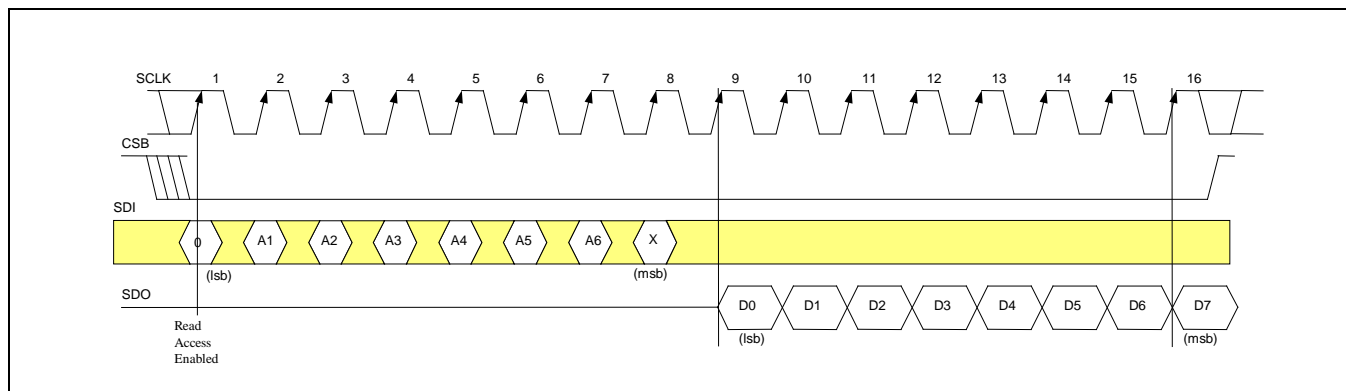 SCLK 1 2 3 4 5 6 7 8 9 10 11 12 13 14 15 16
CSB
SDI
0 A1 A2 A3 A4 A5 A6 X
(lsb) (msb)
SDO
D0 D1 D2 D3 D4 D5 D6 D7
(lsb) (msb)
Read
Access
Enabled